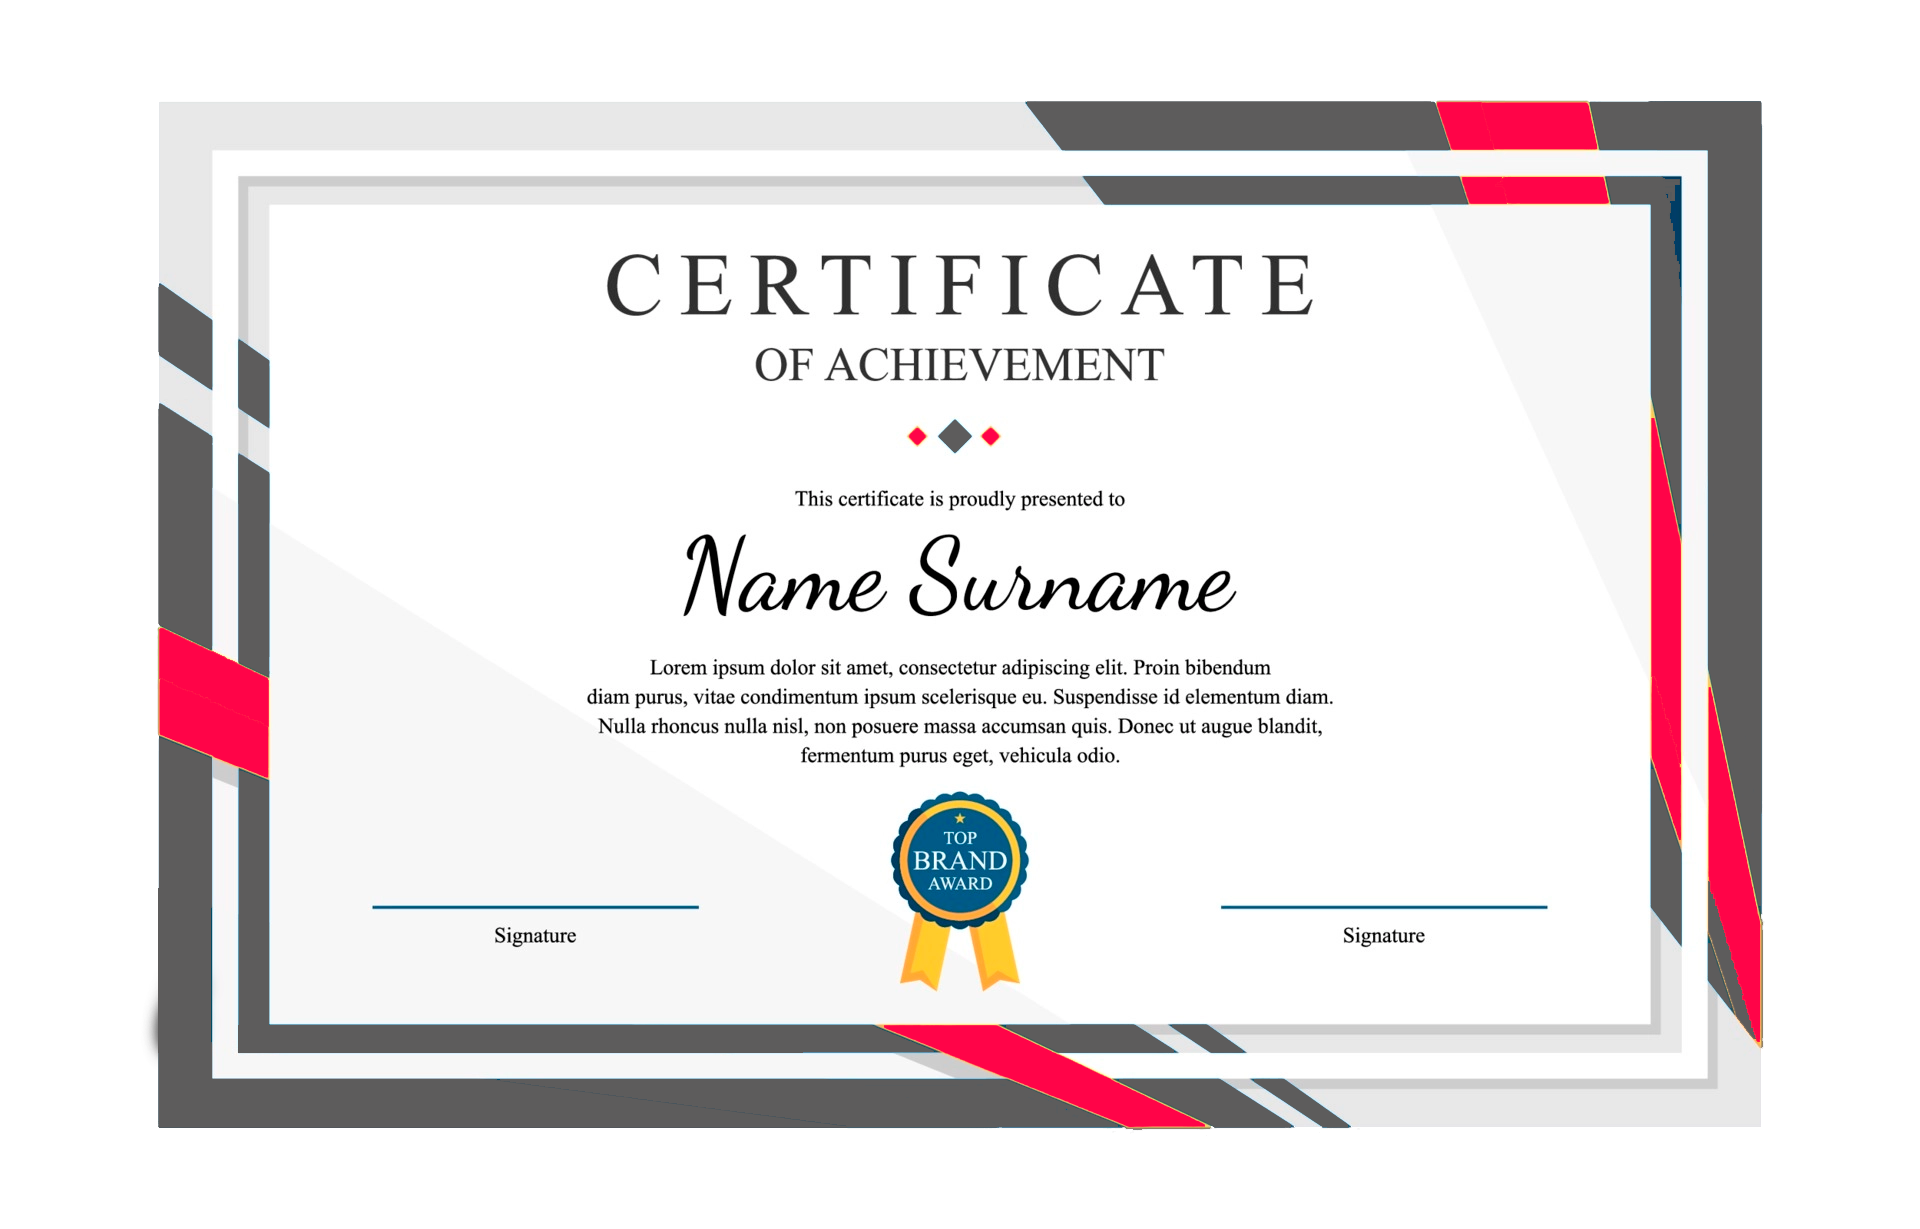 CERTIFICATE
OF ACHIEVEMENT
This certificate is proudly presented to
Name Surname
Lorem ipsum dolor sit amet, consectetur adipiscing elit. Proin bibendum
diam purus, vitae condimentum ipsum scelerisque eu. Suspendisse id elementum diam.
Nulla rhoncus nulla nisl, non posuere massa accumsan quis. Donec ut augue blandit,
fermentum purus eget, vehicula odio.
TOP
BRAND
AWARD
Signature
Signature